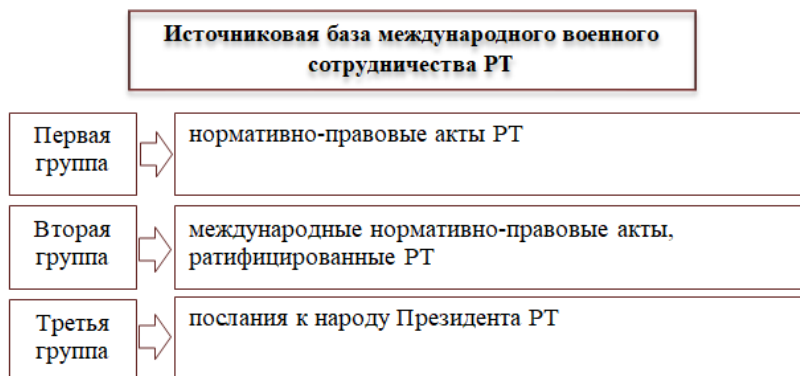 Источниковая база международного военного
сотрудничества РТ
Первая
группа
нормативно-правовые акты РТ
Вторая
группа
международные нормативно-правовые акты,
ратифицированные РТ
Третья
группа
послания к народу Президента РТ